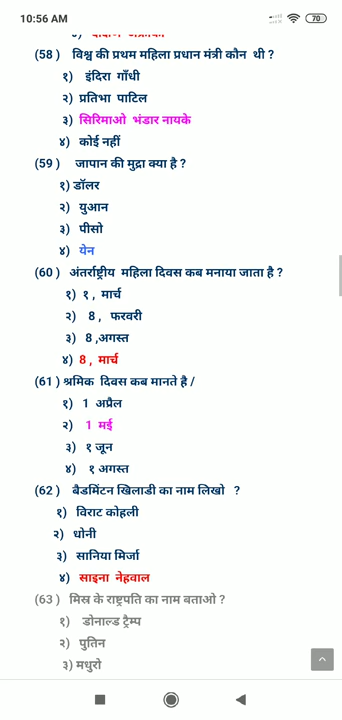 10:56 AM
70
(58 ) विश्व की प्रथम महिला प्रधान मंत्री कौन थी ?
१) इंदिरा गाँधी
२) प्रतिभा पाटिल
३) सिरिमाओ भंडार नायके
४) कोई नहीं
(59 ) जापान की मुद्रा क्या है ?
१) डॉलर
२) युआन
३) पीसो
४) येन
(60 ) अंतर्राष्ट्रीय महिला दिवस कब मनाया जाता है ?
१) १ , मार्च
२) 8 , फरवरी
३) 8 ,अगस्त
४) 8 , मार्च
(61 ) श्रमिक दिवस कब मानते है /
१) 1 अप्रैल
२) 1 मई
३) १ जून
४) १ अगस्त
(62 ) बैडमिंटन खिलाडी का नाम लिखो ?
१) विराट कोहली
२) धोनी
३) सानिया मिर्जा
४) साइना नेहवाल
(63 ) मिस्र के राष्ट्रपति का नाम बताओ ?
१) डोनाल्ड ट्रैम्प
२) पुतिन
३) मधुरो